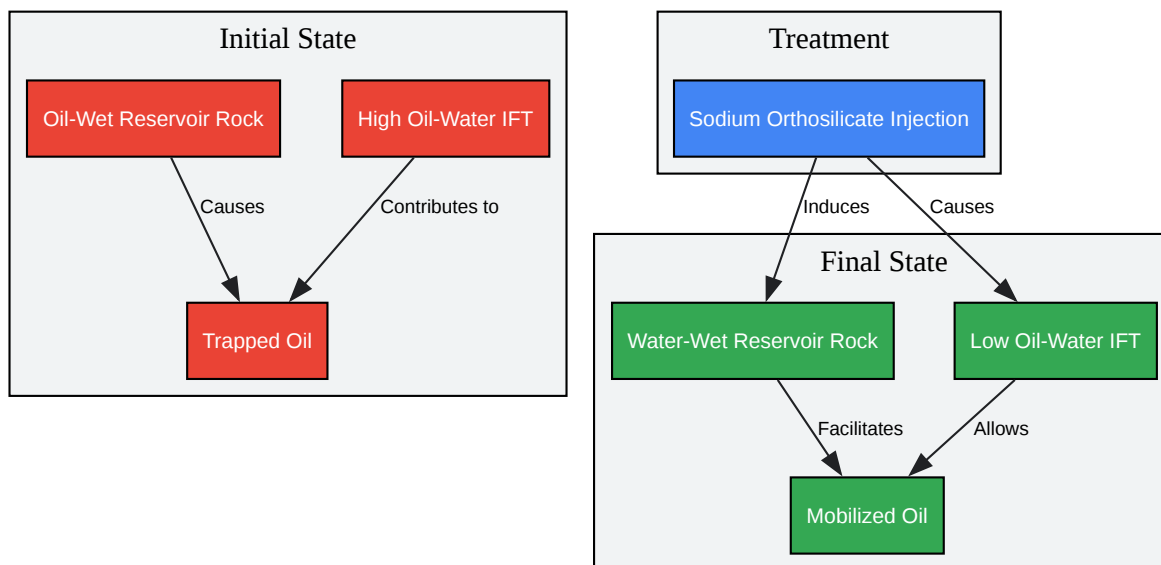 Initial State
Oil-Wet Reservoir Rock
High Oil-Water IFT
Causes
Contributes to
Trapped Oil
Treatment
Sodium Orthosilicate Injection
Induces
Causes
Final State
Water-Wet Reservoir Rock
Low Oil-Water IFT
Facilitates
Allows
Mobilized Oil